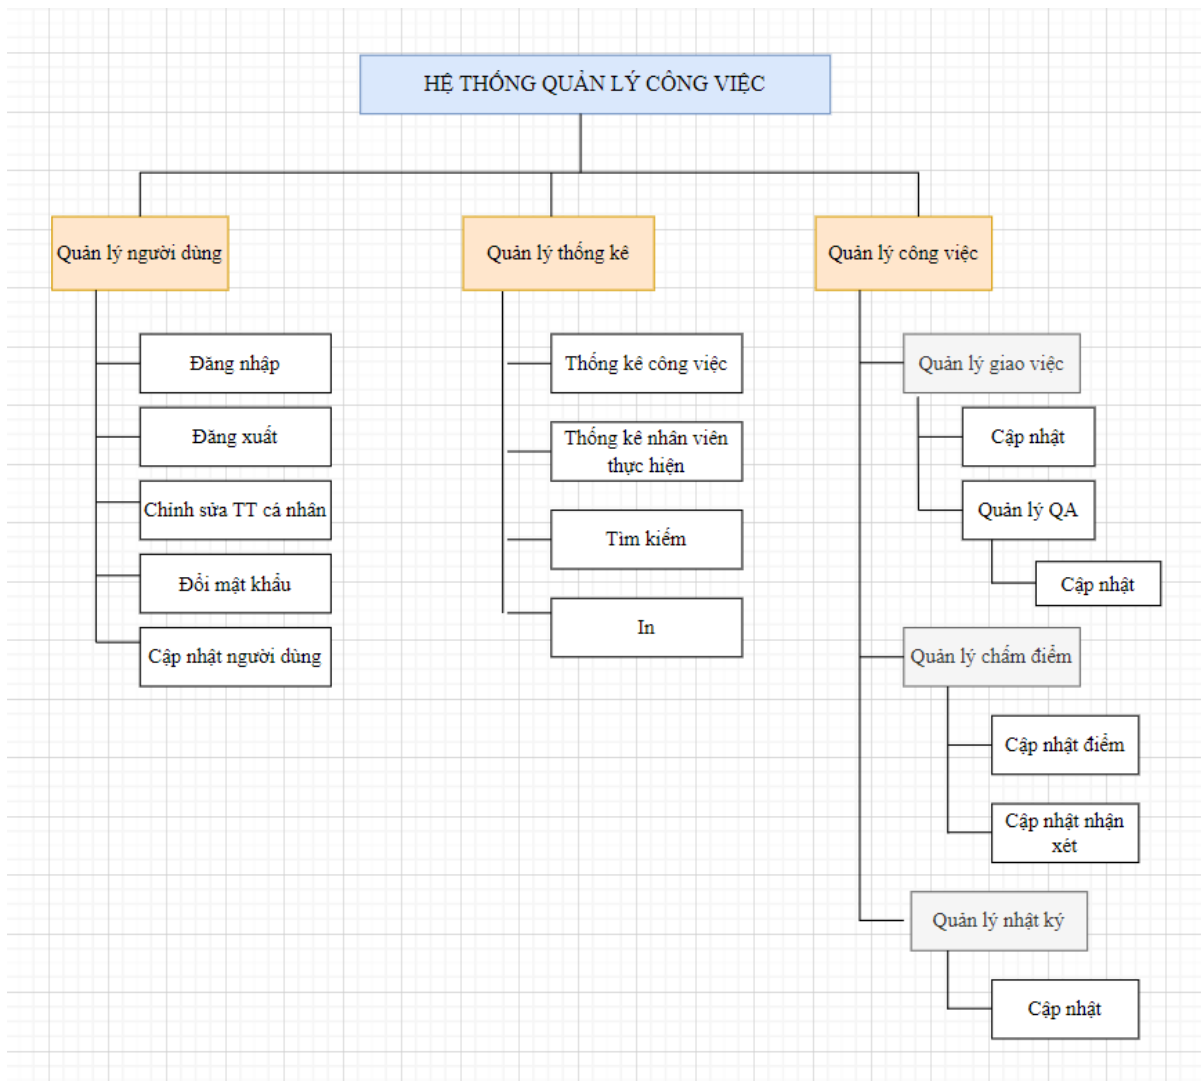 HỆ THỐNG QUẢN LÝ CÔNG VIỆC
Quản lý người dùng
Đăng nhập
Đăng xuất
Chỉnh sửa TT cá nhân
Đổi mật khẩu
Cập nhật người dùng
Quản lý thống kê
Thống kê công việc
Thống kê nhân viên
thực hiện
Tìm kiếm
In
Quản lý công việc
Quản lý giao việc
Cập nhật
Quản lý QA
Cập nhật
Quản lý chấm điểm
Cập nhật điểm
Cập nhật nhận
xét
Quản lý nhật ký
Cập nhật